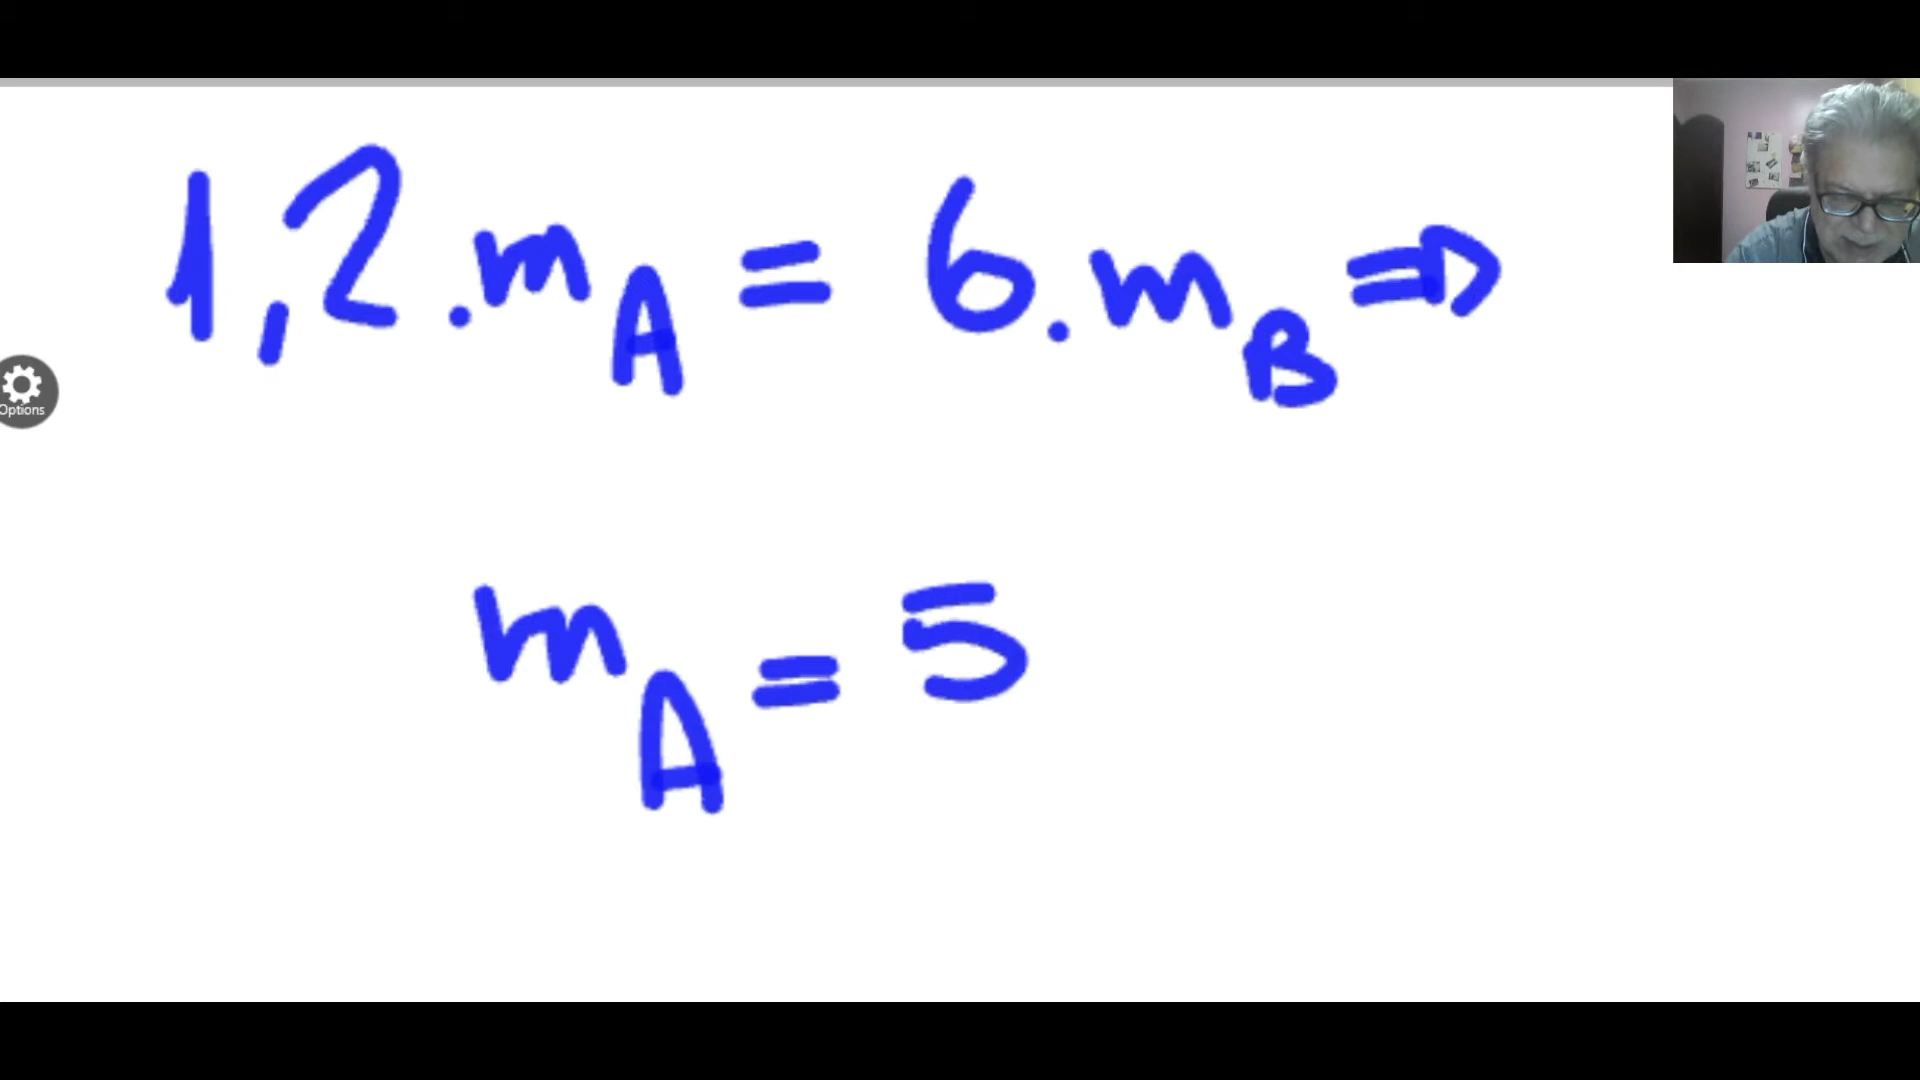 1,2 . mA = 6 . mB ⇒
Options
mA = 5